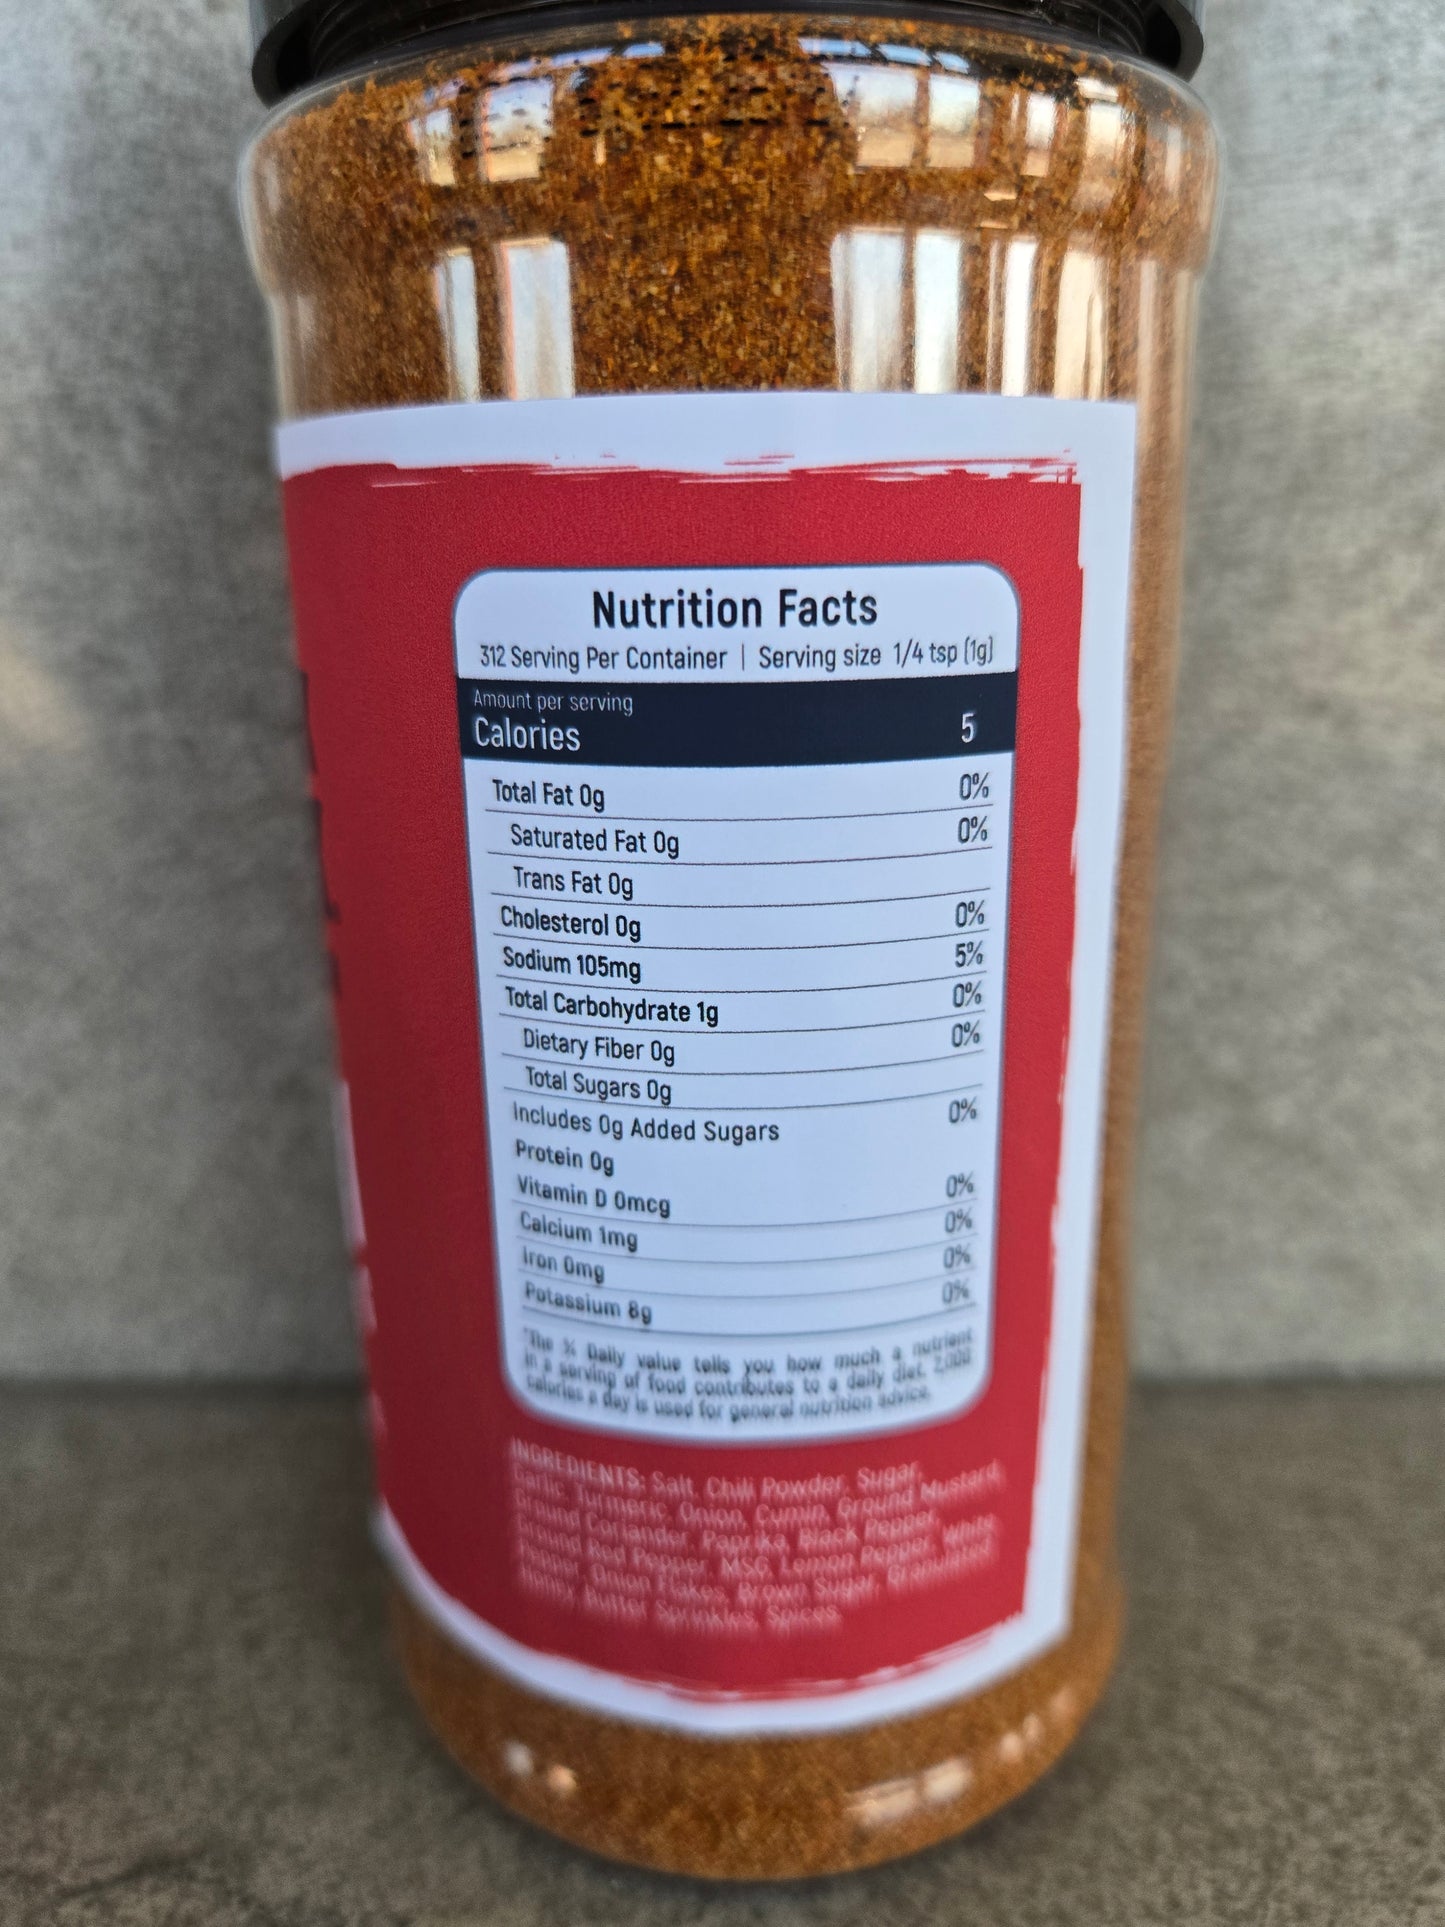 Nutrition Facts
312 Serving Per Container | Serving size 1/4 tsp (1g)
Amount per serving
Calories 5
Total Fat 0g 0%
Saturated Fat 0g 0%
Trans Fat 0g
Cholesterol 0g 0%
Sodium 105mg 5%
Total Carbohydrate 1g 0%
Dietary Fiber 0g 0%
Total Sugars 0g
Includes 0g Added Sugars 0%
Protein 0g
Vitamin D 0mcg 0%
Calcium 1mg 0%
Iron 0mg 0%
Potassium 8g 0%
*The % Daily value tells you how much a nutrient
in a serving of food contributes to a daily diet. 2,000
calories a day is used for general nutrition advice.
INGREDIENTS: Salt, Chili Powder, Sugar,
Garlic, Turmeric, Onion, Cumin, Ground Mustard,
Ground Coriander, Paprika, Black Pepper,
Ground Red Pepper, MSG, Lemon Pepper, White
Pepper, Onion Flakes, Brown Sugar, Granulated
Honey, Butter Sprinkles, Spices.